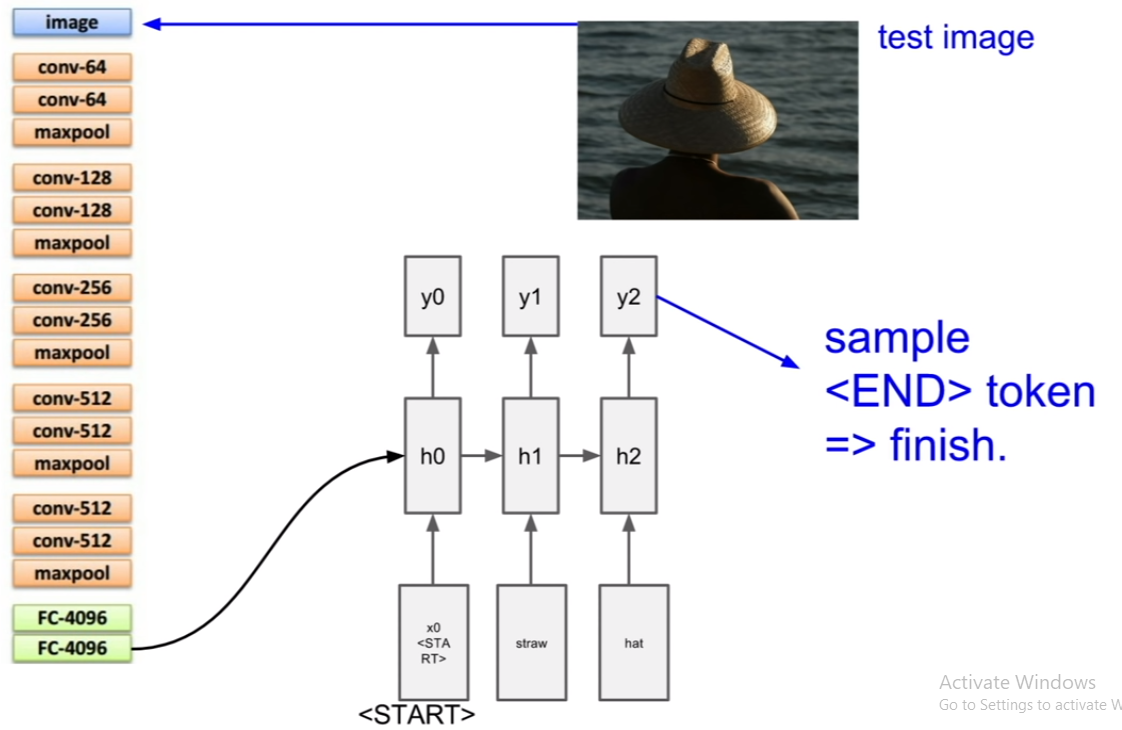 image
conv-64
conv-64
maxpool
conv-128
conv-128
maxpool
conv-256
conv-256
maxpool
conv-512
conv-512
maxpool
conv-512
conv-512
maxpool
FC-4096
FC-4096
test image
y0
y1
y2
sample
<END> token
=> finish.
h0
h1
h2
x0
<STA
RT>
straw
hat
<START>
Activate Windows
Go to Settings to activate W